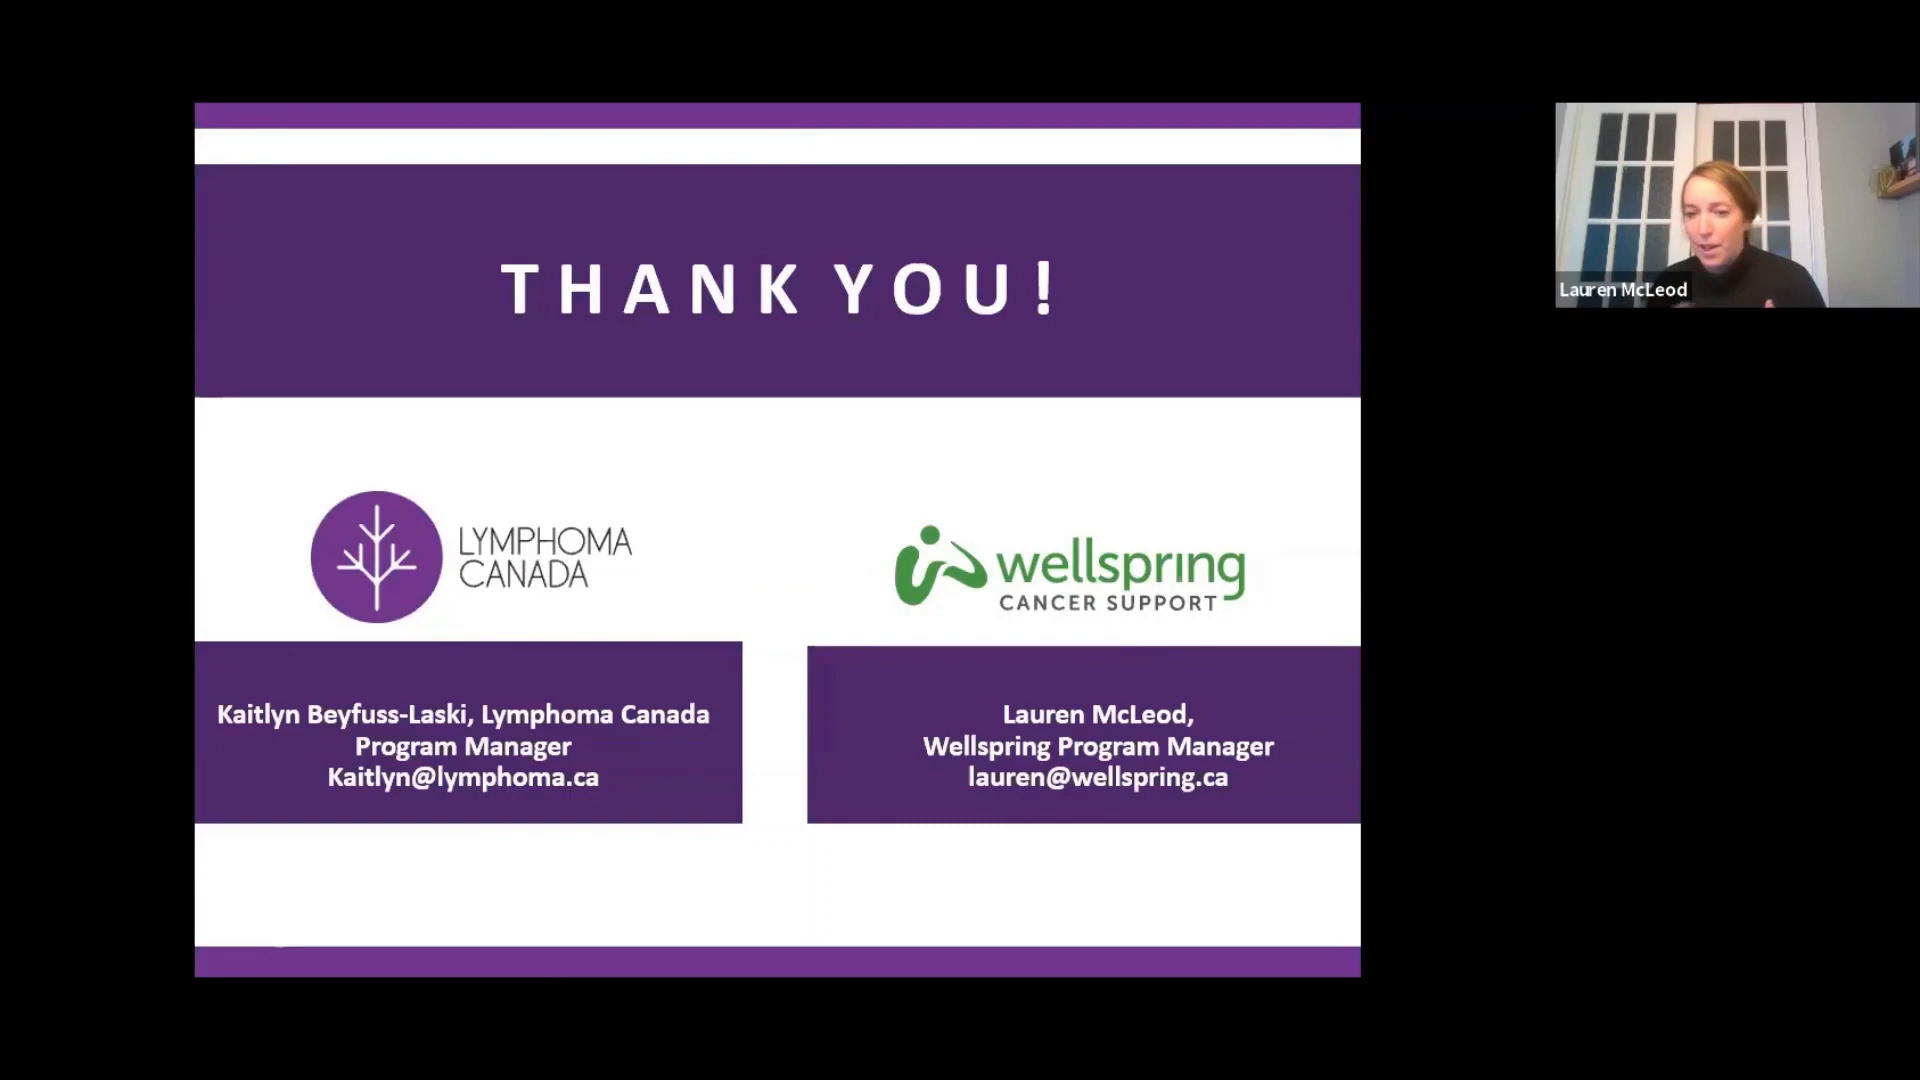 THANK YOU!
LYMPHOMA
CANADA
wellspring
CANCER SUPPORT
Kaitlyn Beyfuss-Laski, Lymphoma Canada
Program Manager
Kaitlyn@lymphoma.ca
Lauren McLeod,
Wellspring Program Manager
lauren@wellspring.ca
Lauren McLeod